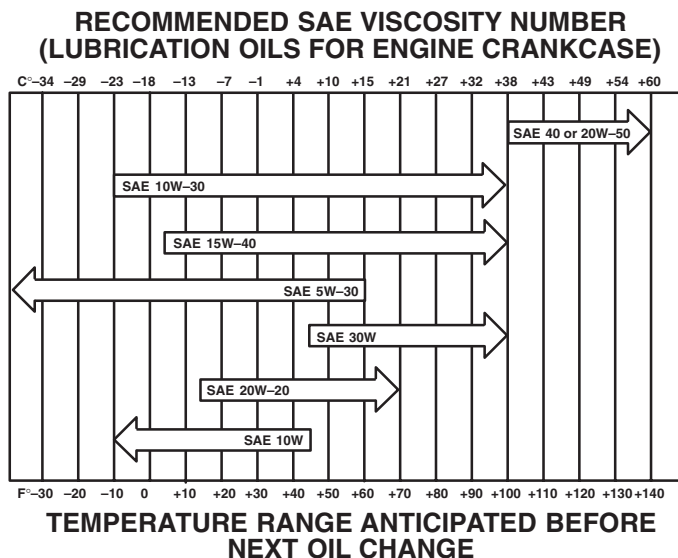 RECOMMENDED SAE VISCOSITY NUMBER
(LUBRICATION OILS FOR ENGINE CRANKCASE)
C°–34 –29 –23 –18 –13 –7 –1 +4 +10 +15 +21 +27 +32 +38 +43 +49 +54 +60
SAE 40 or 20W–50
SAE 10W–30
SAE 15W–40
SAE 5W–30
SAE 30W
SAE 20W–20
SAE 10W
F°–30 –20 –10 0 +10 +20 +30 +40 +50 +60 +70 +80 +90 +100 +110 +120 +130 +140
TEMPERATURE RANGE ANTICIPATED BEFORE
NEXT OIL CHANGE